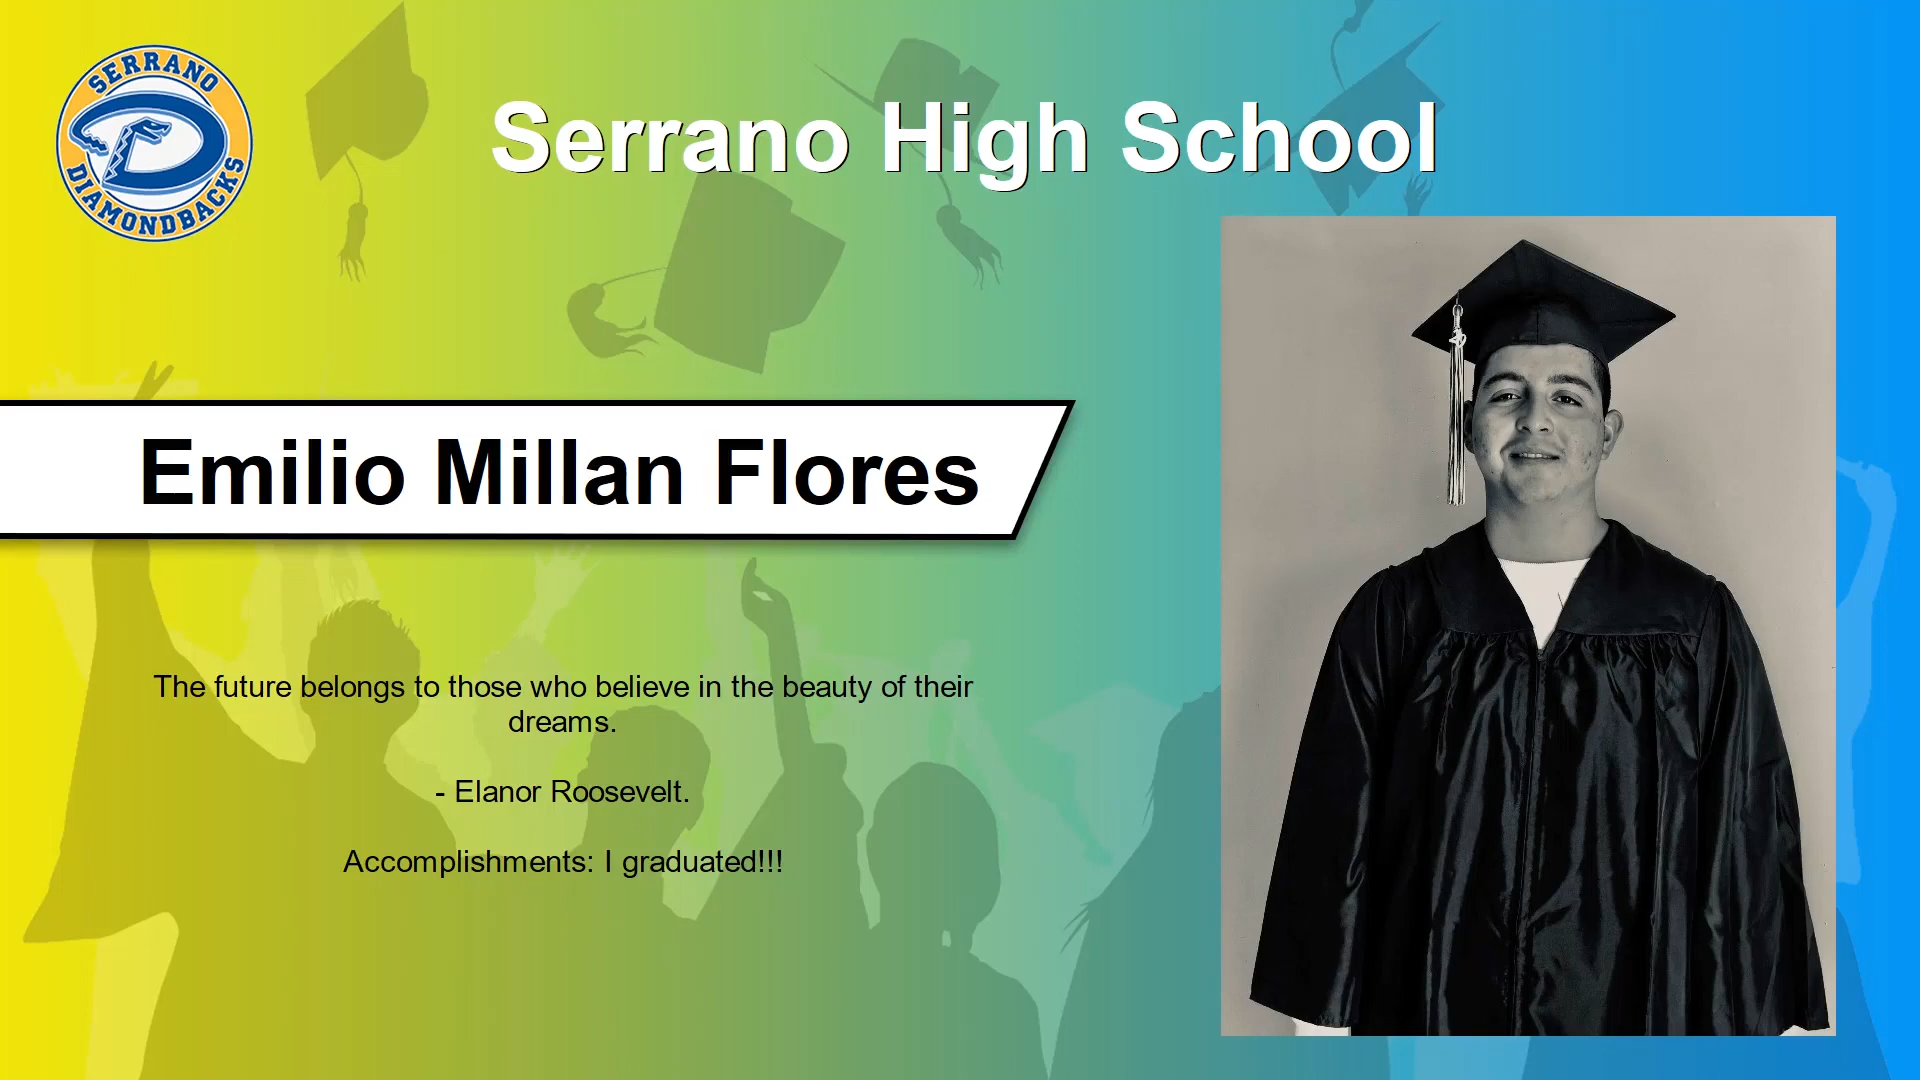 SERRANO
DIAMONDBACKS
Serrano High School
Emilio Millan Flores
The future belongs to those who believe in the beauty of their
dreams.
- Elanor Roosevelt.
Accomplishments: I graduated!!!